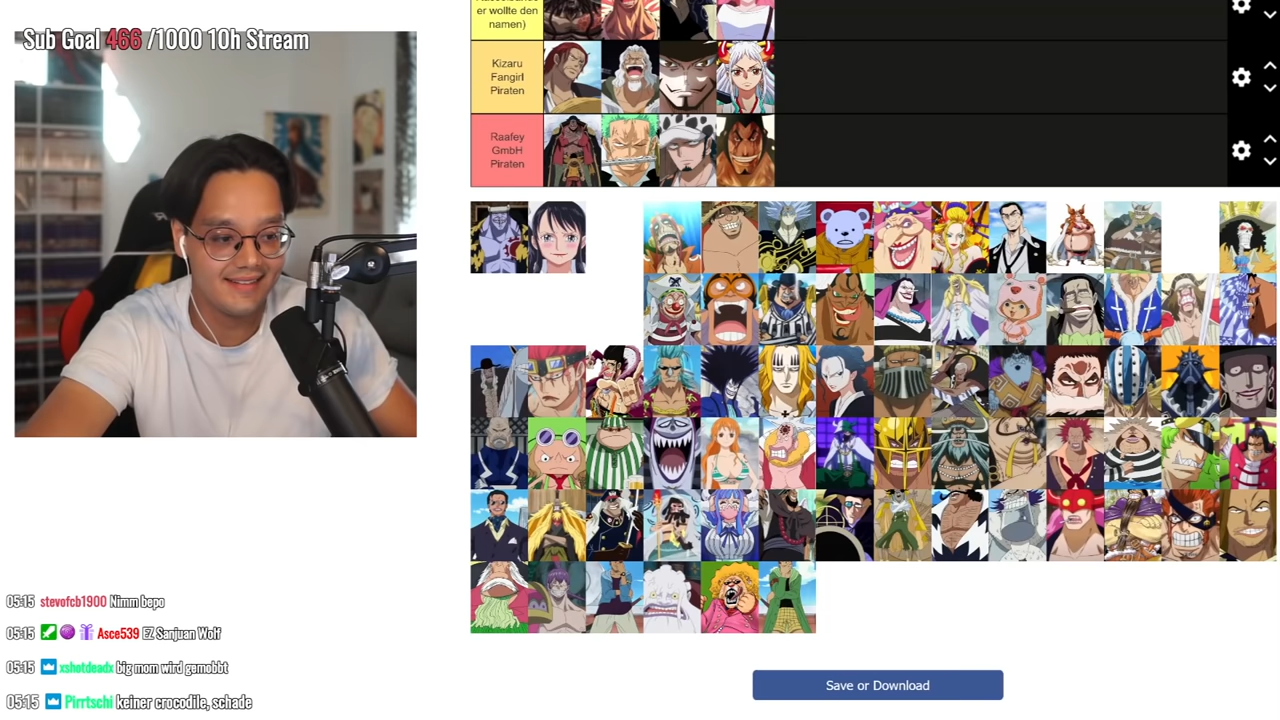 Sub Goal 466 /1000 10h Stream
er wollte den
namen)
Kizaru
Fangirl
Piraten
Raafey
GmbH
Piraten
05:15 stevofcb1900 Nimm bepo
05:15 Asce539 EZ Sanjuan Wolf
05:15 xshotdeadx big mom wird gemobbt
05:15 Pirrtschi keiner crocodile, schade
Save or Download